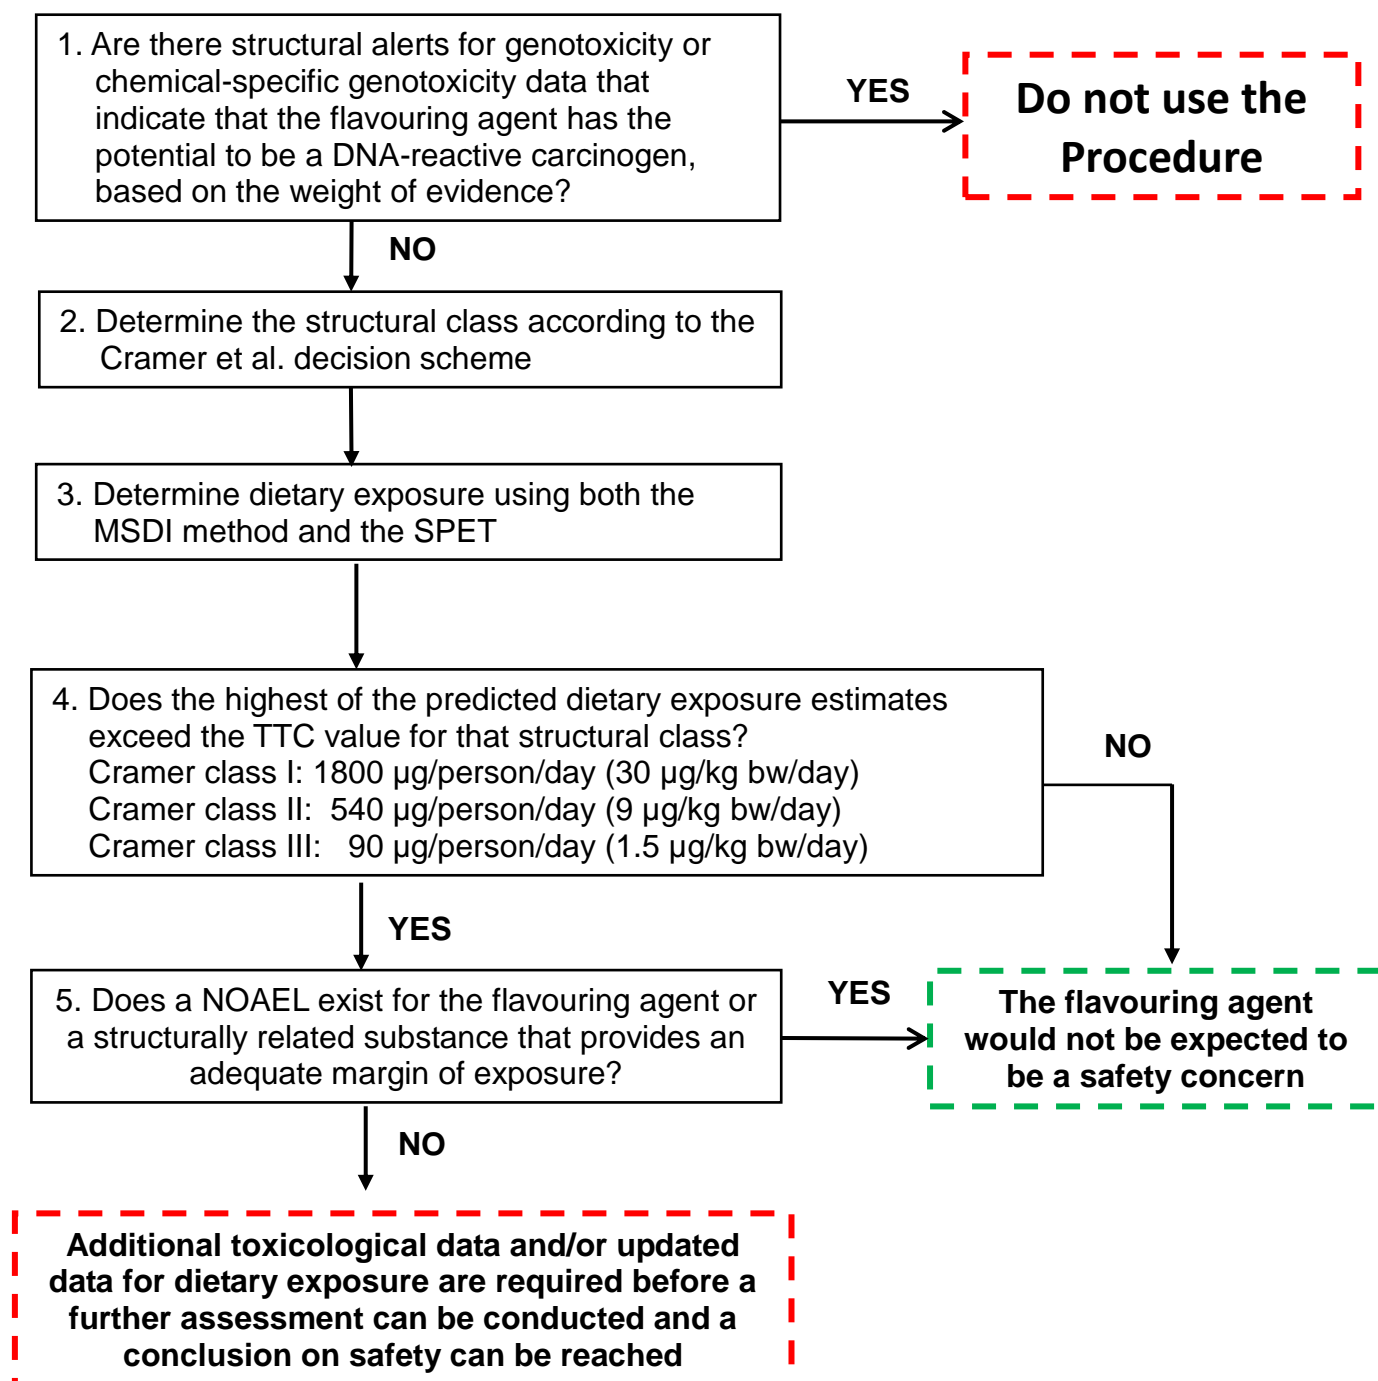 1. Are there structural alerts for genotoxicity or
chemical-specific genotoxicity data that
indicate that the flavouring agent has the
potential to be a DNA-reactive carcinogen,
based on the weight of evidence?
YES
Do not use the
Procedure
NO
2. Determine the structural class according to the
Cramer et al. decision scheme
3. Determine dietary exposure using both the
MSDI method and the SPET
4. Does the highest of the predicted dietary exposure estimates
exceed the TTC value for that structural class?
Cramer class I: 1800 µg/person/day (30 µg/kg bw/day)
Cramer class II: 540 µg/person/day (9 µg/kg bw/day)
Cramer class III: 90 µg/person/day (1.5 µg/kg bw/day)
NO
YES
5. Does a NOAEL exist for the flavouring agent or
a structurally related substance that provides an
adequate margin of exposure?
YES
The flavouring agent
would not be expected to
be a safety concern
NO
Additional toxicological data and/or updated
data for dietary exposure are required before a
further assessment can be conducted and a
conclusion on safety can be reached